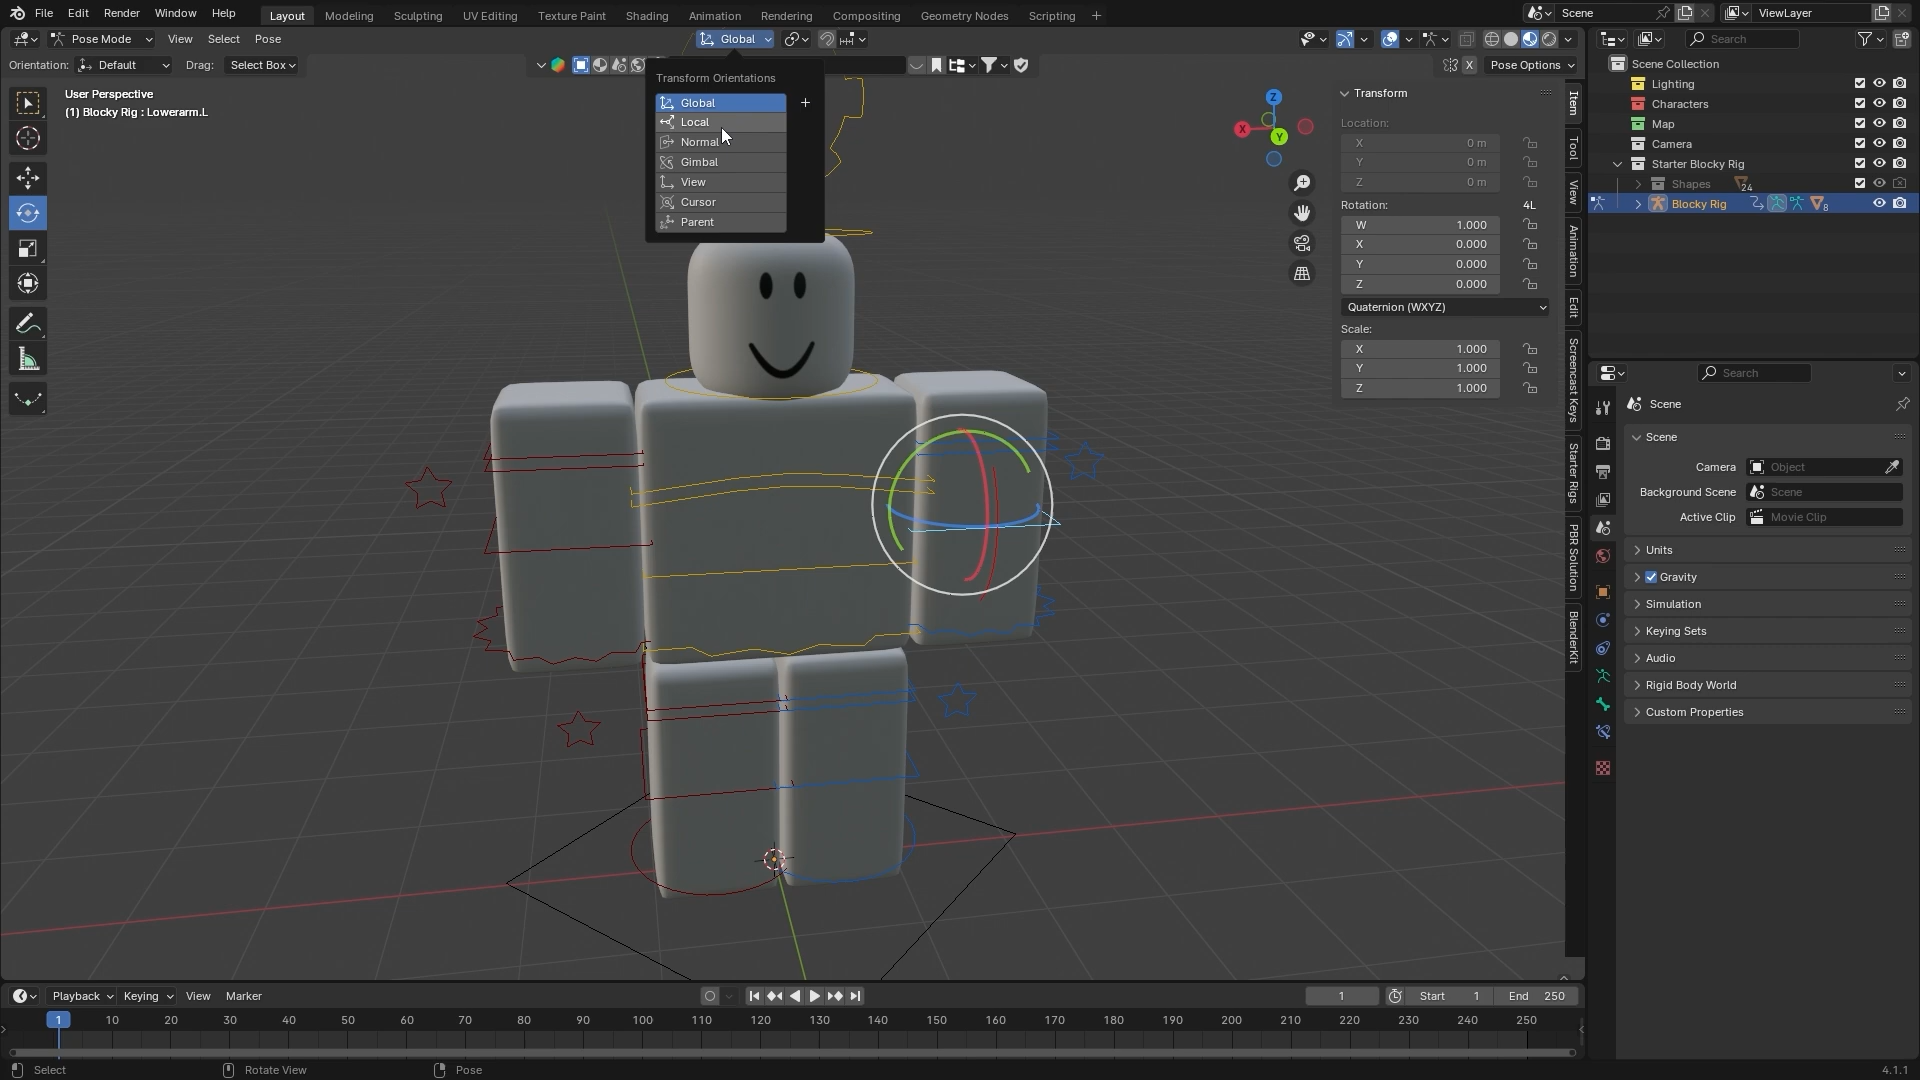 File Edit Render Window Help
Layout Modeling Sculpting UV Editing Texture Paint Shading Animation Rendering Compositing Geometry Nodes Scripting +
Scene
ViewLayer
Pose Mode View Select Pose
Global
Orientation: Default Drag: Select Box
X Pose Options
User Perspective
(1) Blocky Rig : Lowerarm.L
Transform Orientations
Global +
Local
Normal
Gimbal
View
Cursor
Parent
Z
X
Y
Transform
Location:
X 0 m
Y 0 m
Z 0 m
Rotation: 4L
W 1.000
X 0.000
Y 0.000
Z 0.000
Quaternion (WXYZ)
Scale:
X 1.000
Y 1.000
Z 1.000
Item
Tool
View
Animation
Edit
Screencast Keys
Starter Rigs
PBR Solution
BlenderKit
Search
Scene Collection
Lighting
Characters
Map
Camera
Starter Blocky Rig
Shapes 24
Blocky Rig 8
Search
Scene
Scene
Camera Object
Background Scene Scene
Active Clip Movie Clip
Units
Gravity
Simulation
Keying Sets
Audio
Rigid Body World
Custom Properties
Playback Keying View Marker
1 Start 1 End 250
1 10 20 30 40 50 60 70 80 90 100 110 120 130 140 150 160 170 180 190 200 210 220 230 240 250
Select Rotate View Pose
4.1.1